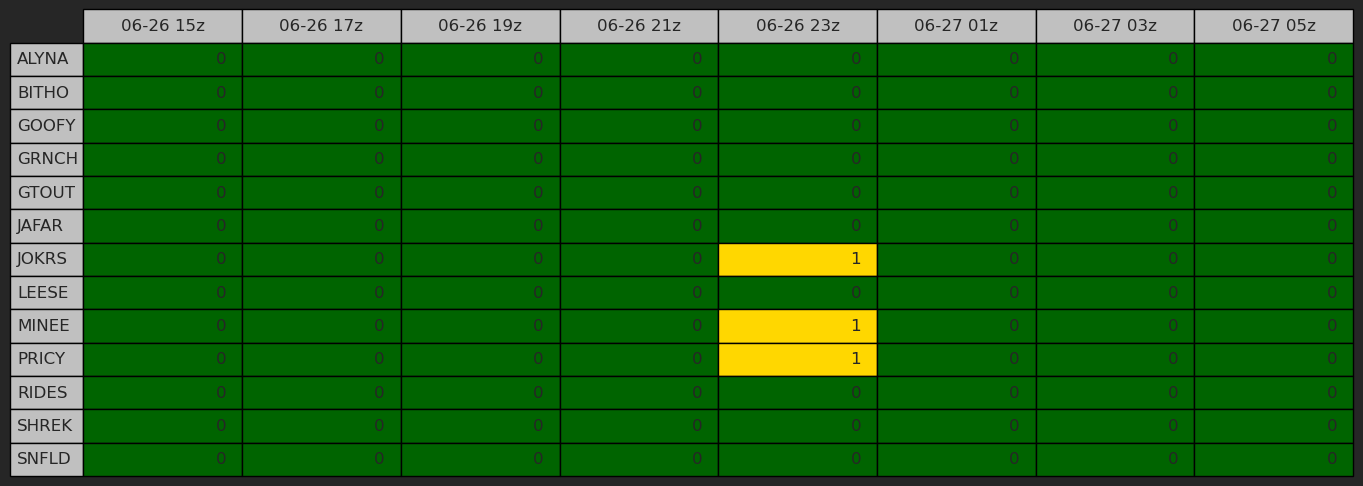 06-26 15z 06-26 17z 06-26 19z 06-26 21z 06-26 23z 06-27 01z 06-27 03z 06-27 05z
ALYNA 0 0 0 0 0 0 0 0
BITHO 0 0 0 0 0 0 0 0
GOOFY 0 0 0 0 0 0 0 0
GRNCH 0 0 0 0 0 0 0 0
GTOUT 0 0 0 0 0 0 0 0
JAFAR 0 0 0 0 0 0 0 0
JOKRS 0 0 0 0 1 0 0 0
LEESE 0 0 0 0 0 0 0 0
MINEE 0 0 0 0 1 0 0 0
PRICY 0 0 0 0 1 0 0 0
RIDES 0 0 0 0 0 0 0 0
SHREK 0 0 0 0 0 0 0 0
SNFLD 0 0 0 0 0 0 0 0